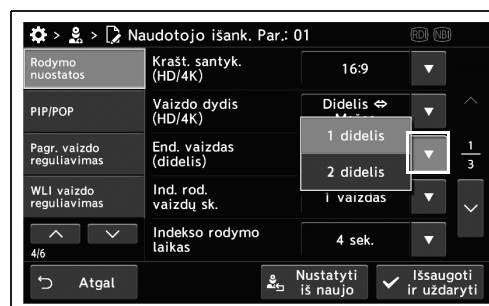 > > Naudotojo išank. Par.: 01
RDI NBI
Rodymo
nuostatos
Krašt. santyk.
(HD/4K)
16:9
PIP/POP
Vaizdo dydis
(HD/4K)
Didelis ⇔
Pagr. vaizdo
reguliavimas
End. vaizdas
(didelis)
1 didelis
2 didelis
1
3
WLI vaizdo
reguliavimas
Ind. rod.
vaizdų sk.
1 vaizdas
4/6
Indekso rodymo
laikas
4 sek.
Atgal
Nustatyti
iš naujo
Išsaugoti
ir uždaryti